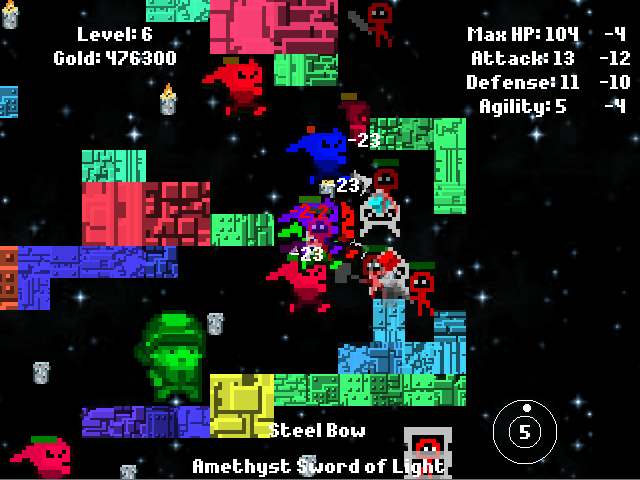 Level: 6
Gold: 476300
Max HP: 104 -4
Attack: 13 -12
Defense: 11 -10
Agility: 5 -4
-23
23
-23
5
Steel Bow
Amethyst Sword of Light